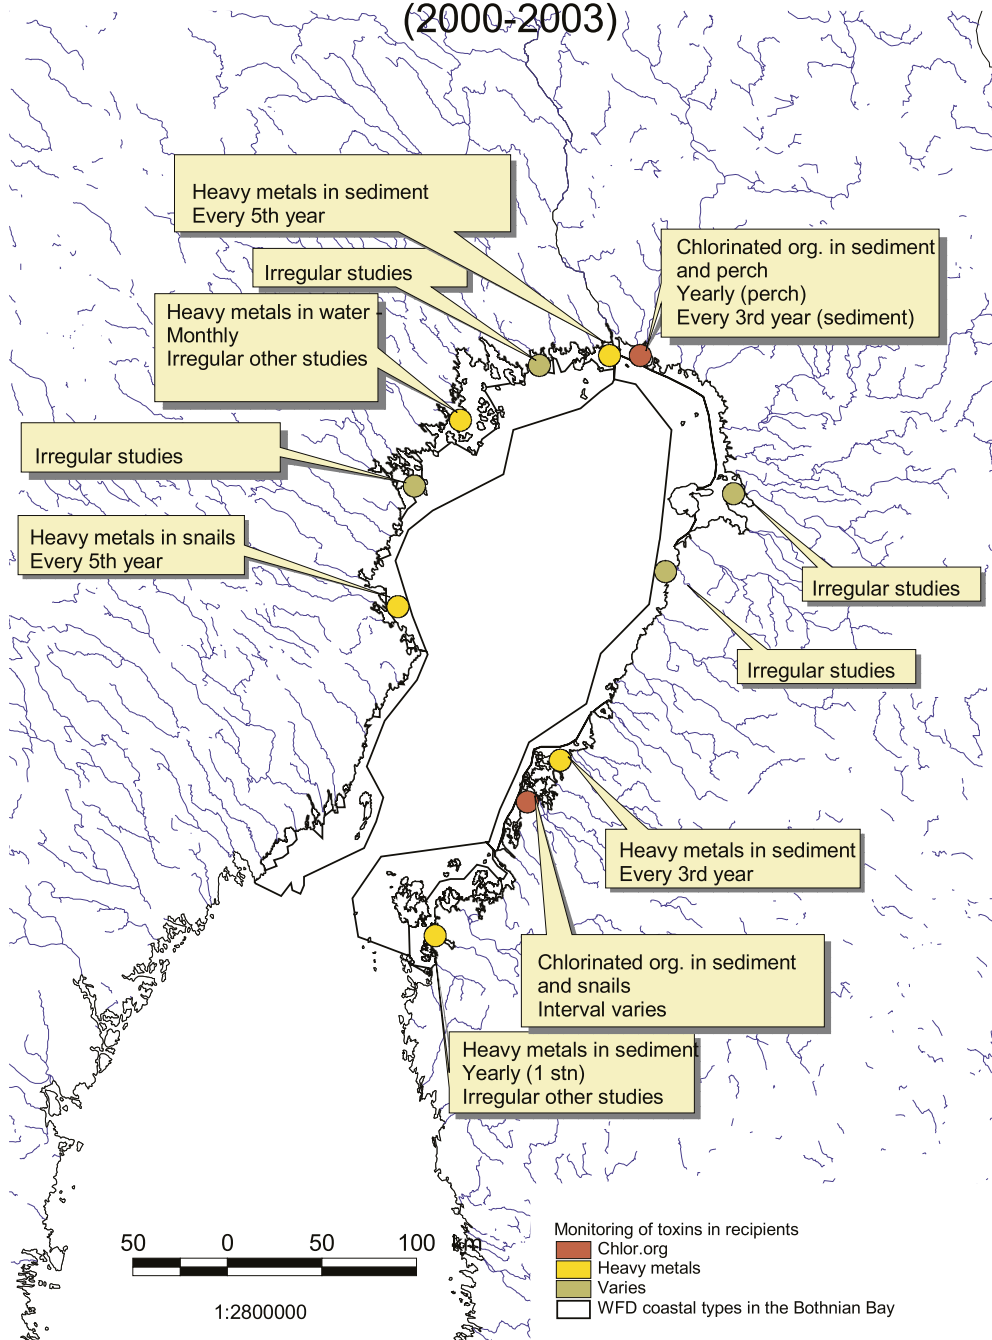 (2000-2003)
Heavy metals in sediment
Every 5th year
Chlorinated org. in sediment
and perch
Yearly (perch)
Every 3rd year (sediment)
Irregular studies
Heavy metals in water -
Monthly
Irregular other studies
Irregular studies
Heavy metals in snails
Every 5th year
Irregular studies
Irregular studies
Heavy metals in sediment
Every 3rd year
Chlorinated org. in sediment
and snails
Interval varies
Heavy metals in sediment
Yearly (1 stn)
Irregular other studies
50 0 50 100 km
1:2800000
Monitoring of toxins in recipients
Chlor.org
Heavy metals
Varies
WFD coastal types in the Bothnian Bay